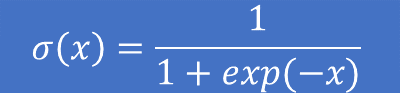 σ(x) = 1 / 1 + exp(−x)